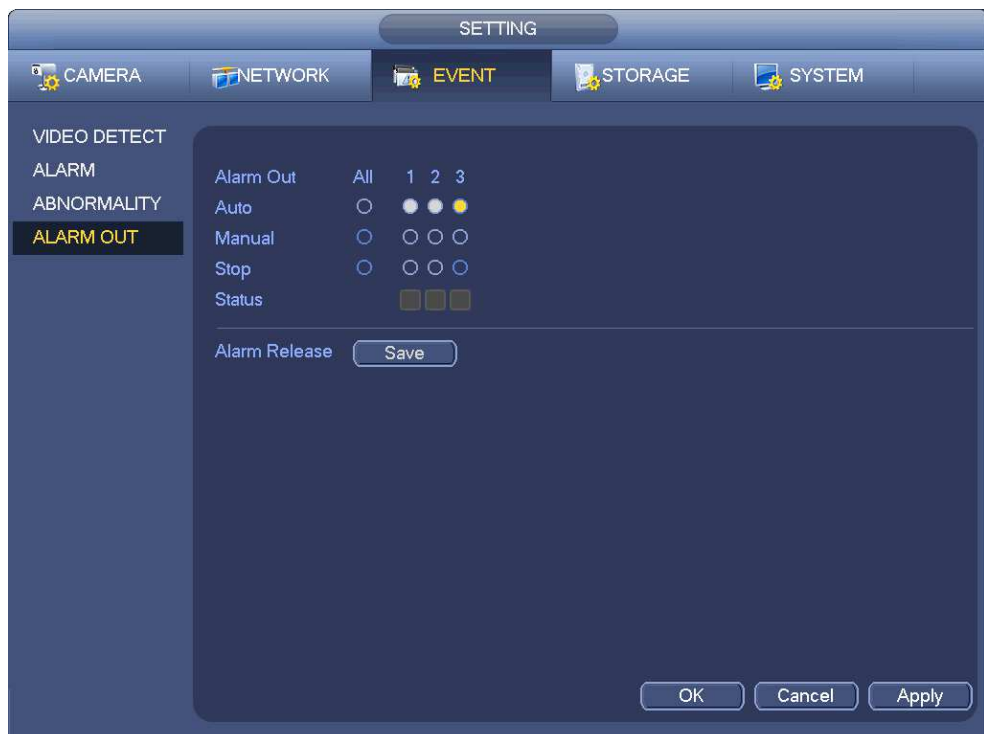 SETTING
CAMERA NETWORK EVENT STORAGE SYSTEM
VIDEO DETECT
ALARM
ABNORMALITY
ALARM OUT
Alarm Out All 1 2 3
Auto
Manual
Stop
Status
Alarm Release Save
OK Cancel Apply